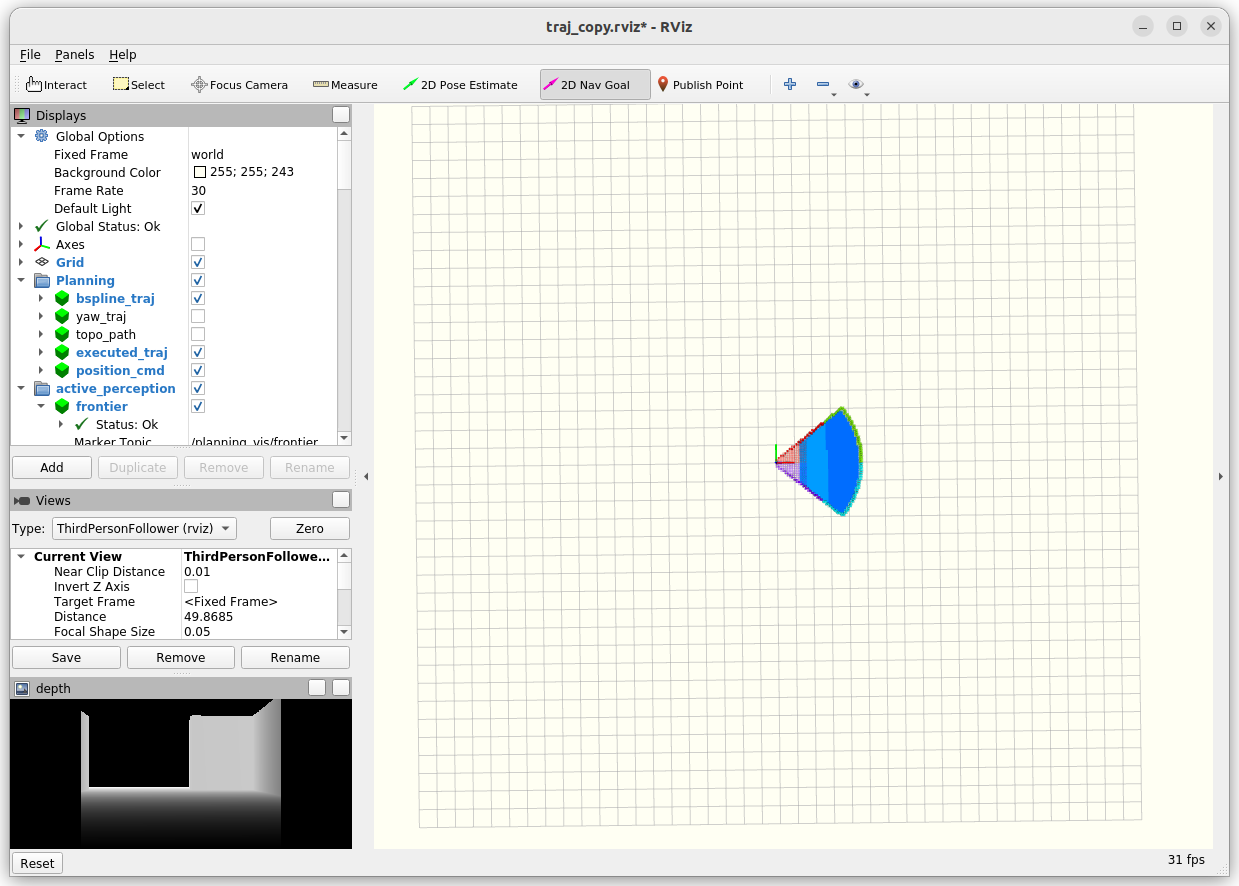 traj_copy.rviz* - RViz
File Panels Help
Interact Select Focus Camera Measure 2D Pose Estimate 2D Nav Goal Publish Point
Displays
Global Options
Fixed Frame world
Background Color 255; 255; 243
Frame Rate 30
Default Light
Global Status: Ok
Axes
Grid
Planning
bspline_traj
yaw_traj
topo_path
executed_traj
position_cmd
active_perception
frontier
Status: Ok
Marker Topic /planning_vis/frontier
Add Duplicate Remove Rename
Views
Type: ThirdPersonFollower (rviz) Zero
Current View ThirdPersonFollowe...
Near Clip Distance 0.01
Invert Z Axis
Target Frame <Fixed Frame>
Distance 49.8685
Focal Shape Size 0.05
Save Remove Rename
depth
Reset
31 fps